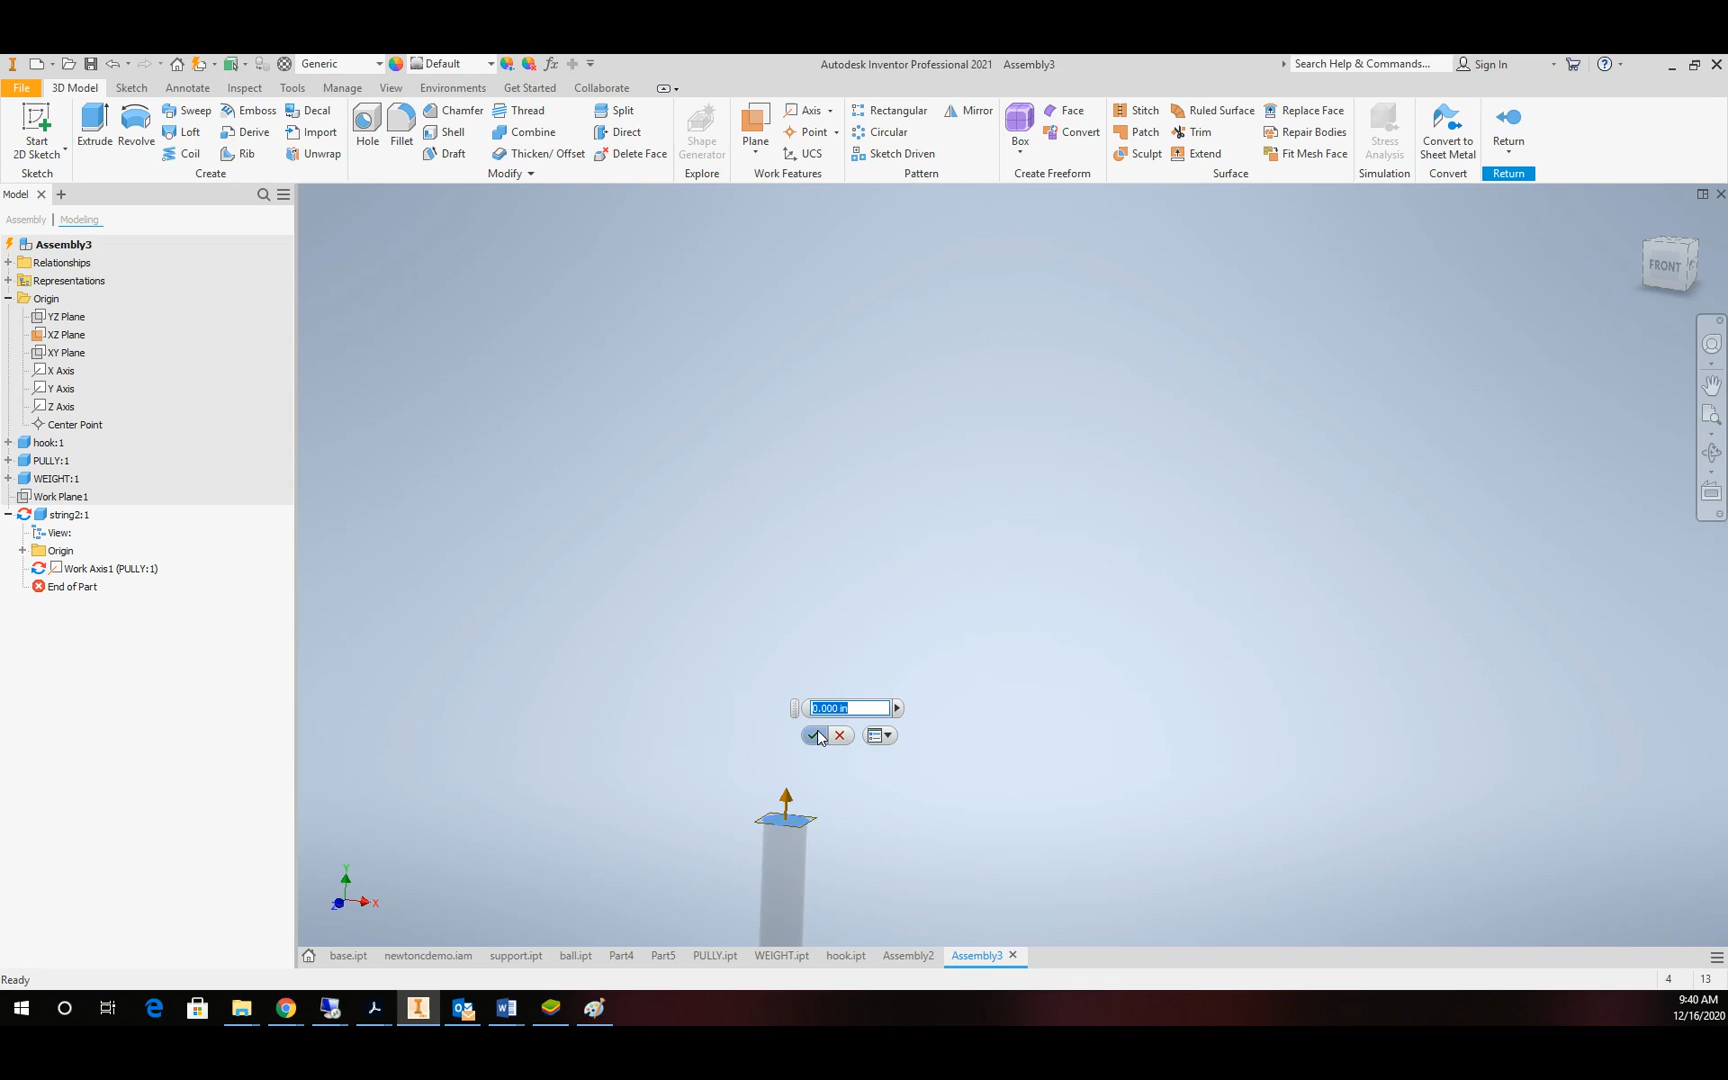 Generic Default Autodesk Inventor Professional 2021 Assembly3 Search Help & Commands... Sign In
File 3D Model Sketch Annotate Inspect Tools Manage View Environments Get Started Collaborate
Start 2D Sketch Extrude Revolve Sweep Emboss Decal Hole Fillet Chamfer Thread Split Shape Generator Plane Axis Rectangular Mirror Box Face Stitch Ruled Surface Replace Face Stress Analysis Convert to Sheet Metal Return
Loft Derive Import Shell Combine Direct Point Circular Convert Patch Trim Repair Bodies
Coil Rib Unwrap Draft Thicken/ Offset Delete Face UCS Sketch Driven Sculpt Extend Fit Mesh Face
Sketch Create Modify Explore Work Features Pattern Create Freeform Surface Simulation Convert Return
Model
Assembly Modeling
Assembly3
Relationships
Representations
Origin
YZ Plane
XZ Plane
XY Plane
X Axis
Y Axis
Z Axis
Center Point
hook:1
PULLY:1
WEIGHT:1
Work Plane1
string2:1
View:
Origin
Work Axis1 (PULLY:1)
End of Part
FRONT
0.000 in
Y
X
Z
base.ipt newtoncdemo.iam support.ipt ball.ipt Part4 Part5 PULLY.ipt WEIGHT.ipt hook.ipt Assembly2 Assembly3
Ready 4 13
9:40 AM
12/16/2020